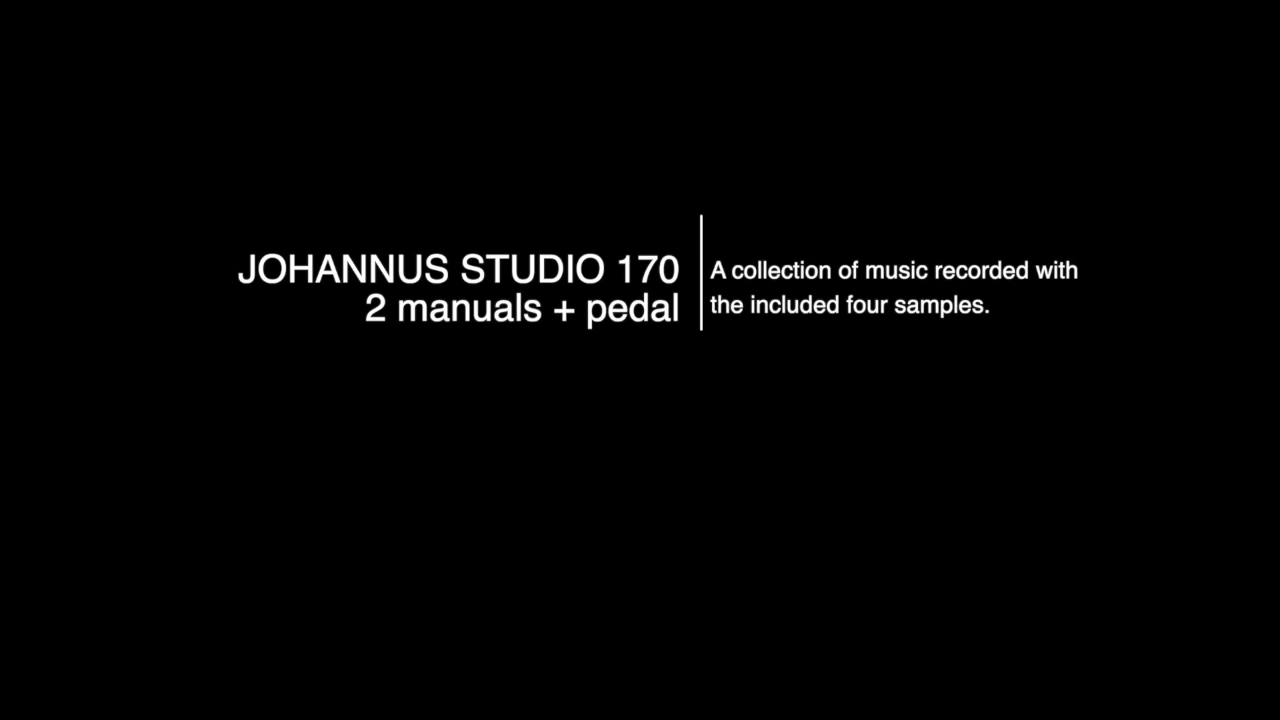 JOHANNUS STUDIO 170
2 manuals + pedal
A collection of music recorded with
the included four samples.